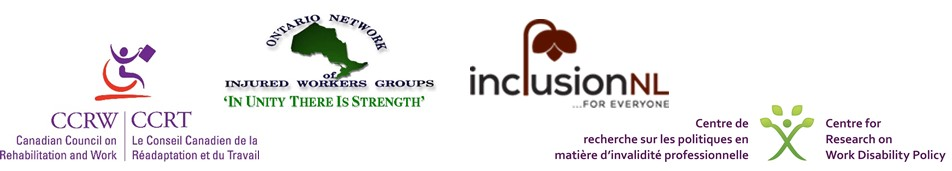 ONTARIO NETWORK
of
INJURED WORKERS GROUPS
‘IN UNITY THERE IS STRENGTH’
inclusionNL
...FOR EVERYONE
CCRW CCRT
Canadian Council on Rehabilitation and Work
Le Conseil Canadien de la Réadaptation et du Travail
Centre de
recherche sur les politiques en
matière d’invalidité professionnelle
Centre for
Research on
Work Disability Policy